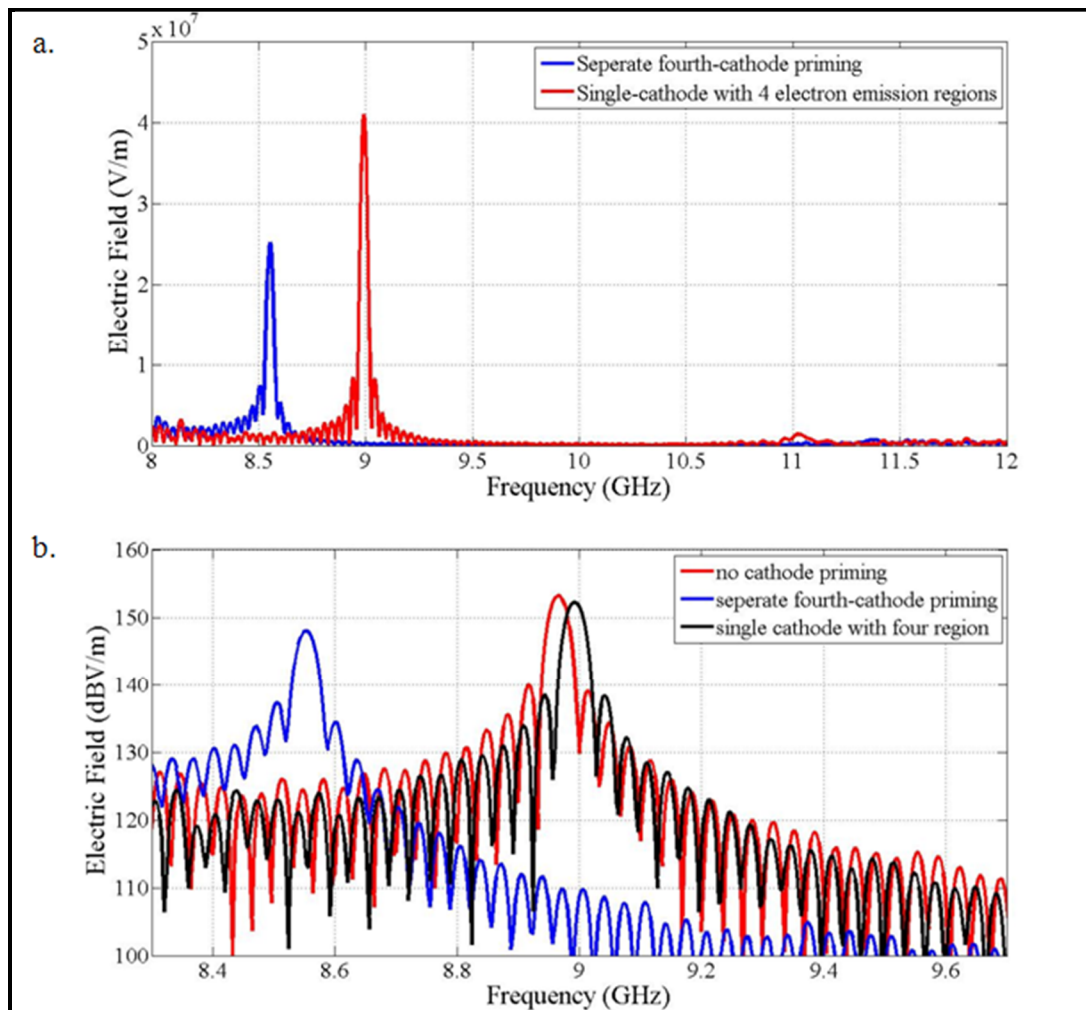 a.
5 x 10⁷
4
3
2
1
0
Electric Field (V/m)
Seperate fourth-cathode priming
Single-cathode with 4 electron emission regions
8 8.5 9 9.5 10 10.5 11 11.5 12
Frequency (GHz)
b.
160
150
140
130
120
110
100
Electric Field (dBV/m)
no cathode priming
seperate fourth-cathode priming
single cathode with four region
8.4 8.6 8.8 9 9.2 9.4 9.6
Frequency (GHz)